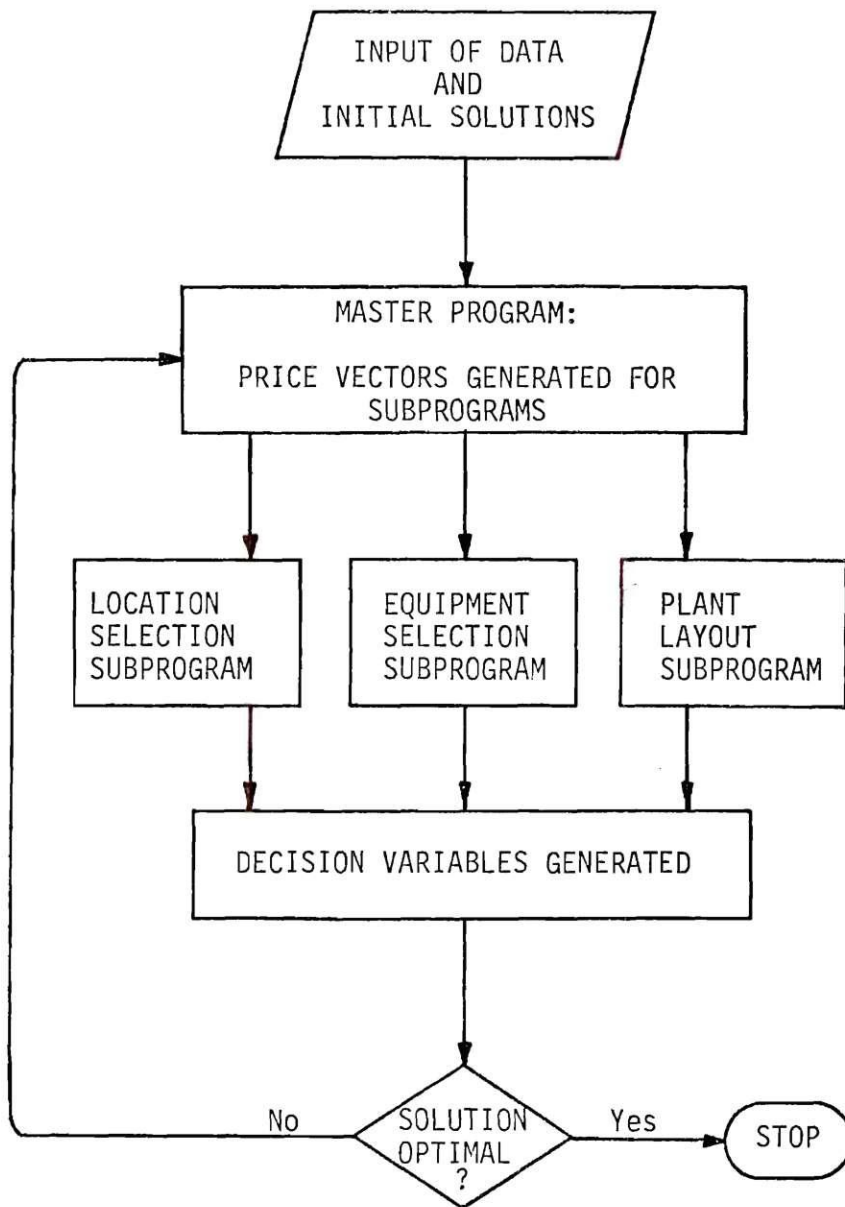 INPUT OF DATA
AND
INITIAL SOLUTIONS
MASTER PROGRAM:
PRICE VECTORS GENERATED FOR
SUBPROGRAMS
LOCATION
SELECTION
SUBPROGRAM
EQUIPMENT
SELECTION
SUBPROGRAM
PLANT
LAYOUT
SUBPROGRAM
DECISION VARIABLES GENERATED
No
SOLUTION
OPTIMAL
?
Yes
STOP